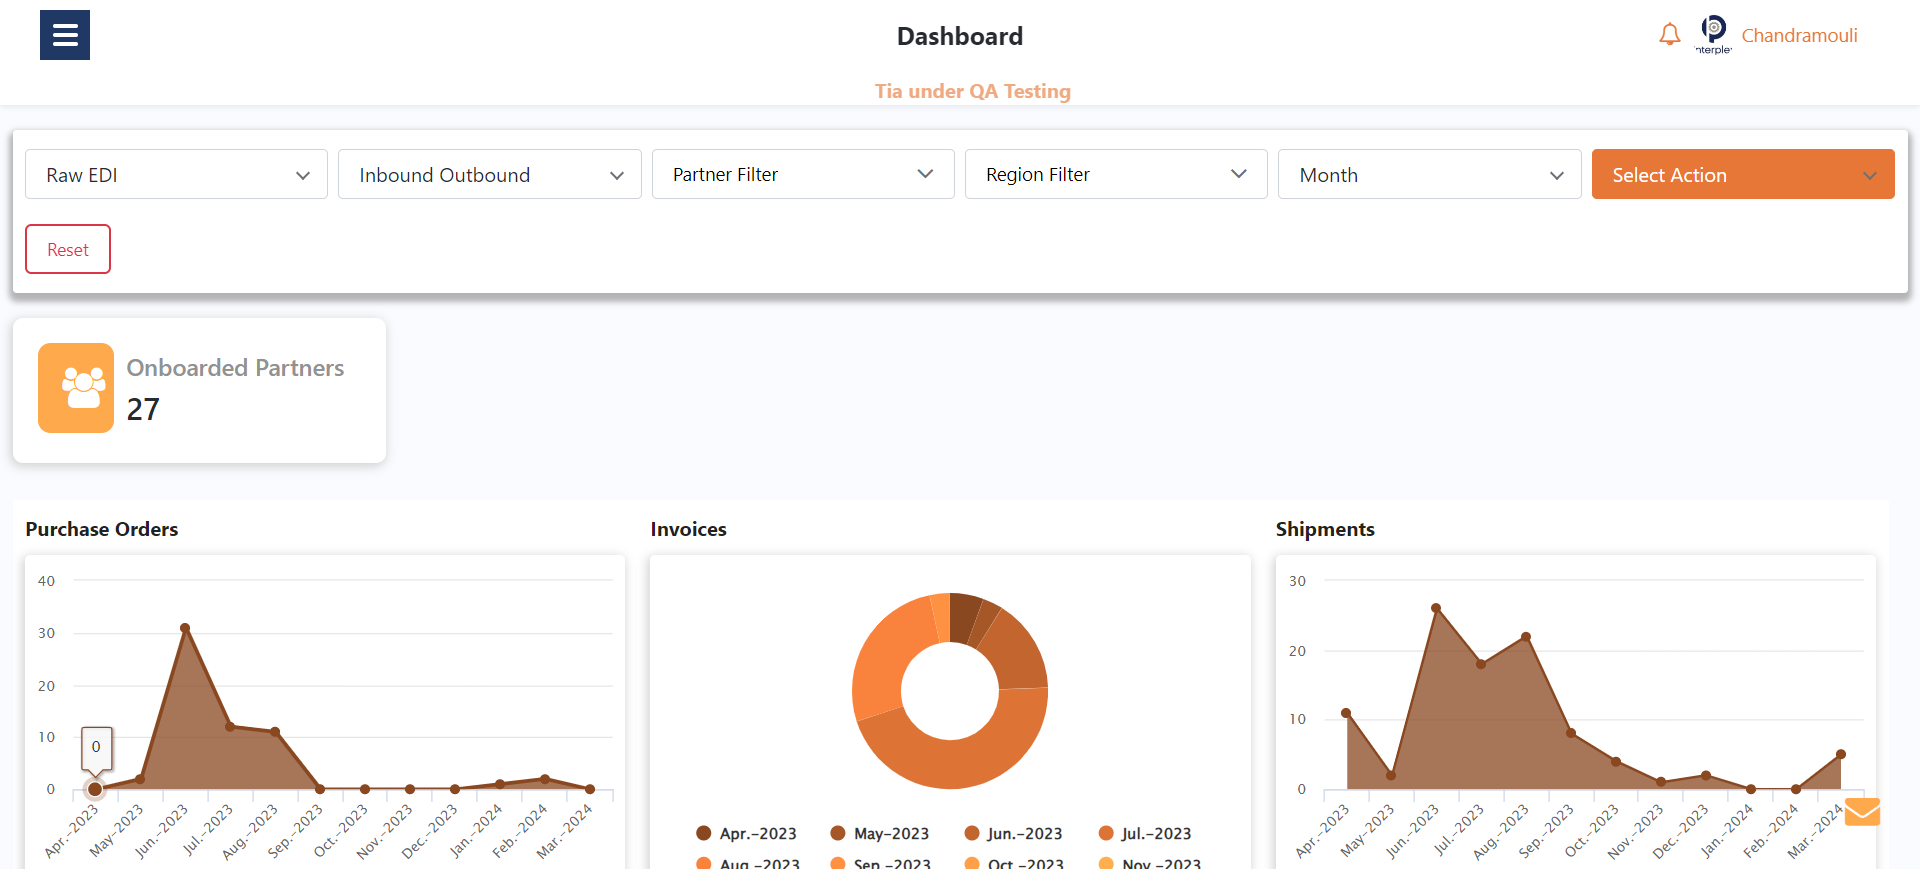 Dashboard
Chandramouli
Tia under QA Testing
Raw EDI
Inbound Outbound
Partner Filter
Region Filter
Month
Select Action
Reset
Onboarded Partners
27
Purchase Orders
40
30
20
10
0
0
Apr.-2023
May-2023
Jun.-2023
Jul.-2023
Aug.-2023
Sep.-2023
Oct.-2023
Nov.-2023
Dec.-2023
Jan.-2024
Feb.-2024
Mar.-2024
Invoices
Apr.-2023
May-2023
Jun.-2023
Jul.-2023
Aug.-2023
Sep.-2023
Oct.-2023
Nov.-2023
Shipments
30
20
10
0
Apr.-2023
May-2023
Jun.-2023
Jul.-2023
Aug.-2023
Sep.-2023
Oct.-2023
Nov.-2023
Dec.-2023
Jan.-2024
Feb.-2024
Mar.-2024